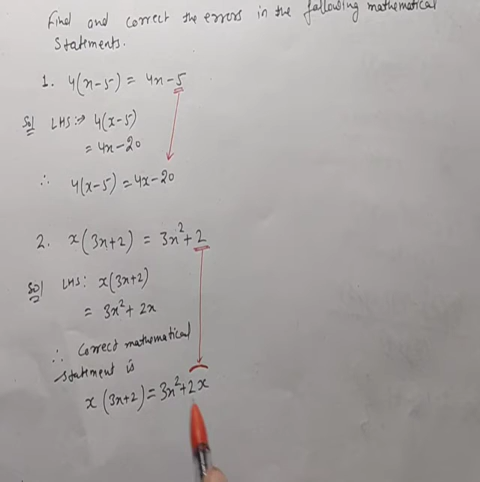 Find and correct the errors in the following mathematical
statements.
1. 4(x-5) = 4x-5
Sol LHS:⇒ 4(x-5)
= 4x-20
∴ 4(x-5) = 4x-20
2. x(3x+2) = 3x²+2
Sol LHS: x(3x+2)
= 3x²+2x
∴ Correct mathematical
statement is
x(3x+2) = 3x²+2x